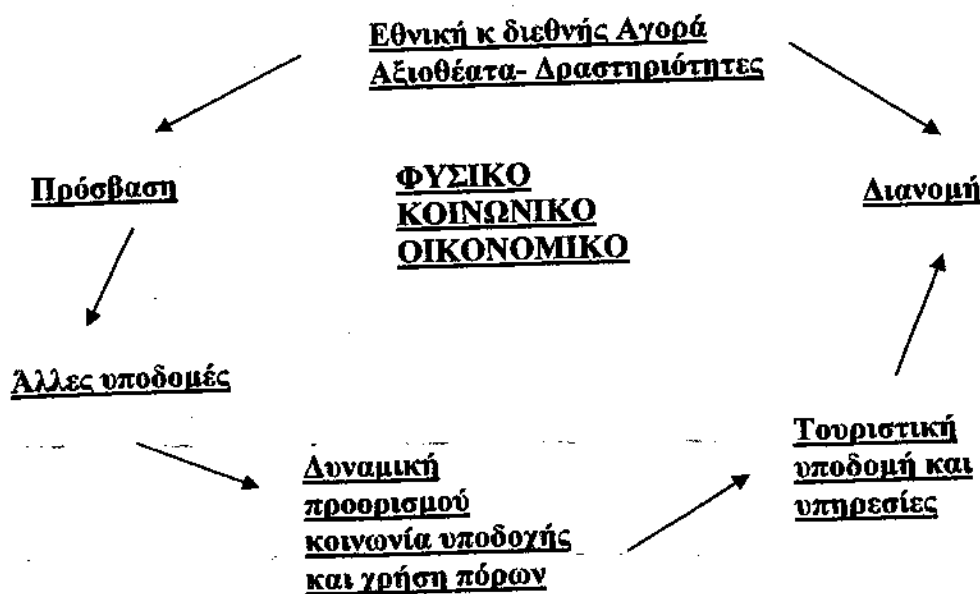 Εθνική κ διεθνής Αγορά
Αξιοθέατα- Δραστηριότητες
Πρόσβαση
ΦΥΣΙΚΟ
ΚΟΙΝΩΝΙΚΟ
ΟΙΚΟΝΟΜΙΚΟ
Διανομή
Άλλες υποδομές
Δυναμική
προορισμού
κοινωνία υποδοχής
και χρήση πόρων
Τουριστική
υποδομή και
υπηρεσίες